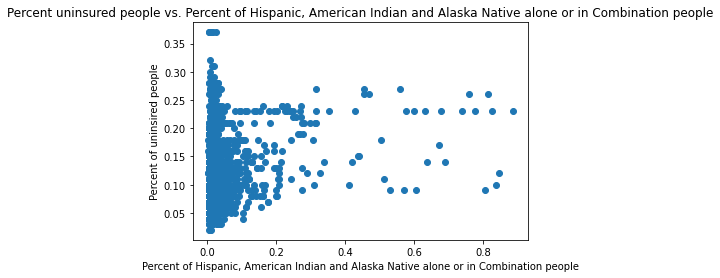 Percent uninsured people vs. Percent of Hispanic, American Indian and Alaska Native alone or in Combination people
0.35
0.30
0.25
0.20
0.15
0.10
0.05
Percent of uninsired people
0.0 0.2 0.4 0.6 0.8
Percent of Hispanic, American Indian and Alaska Native alone or in Combination people